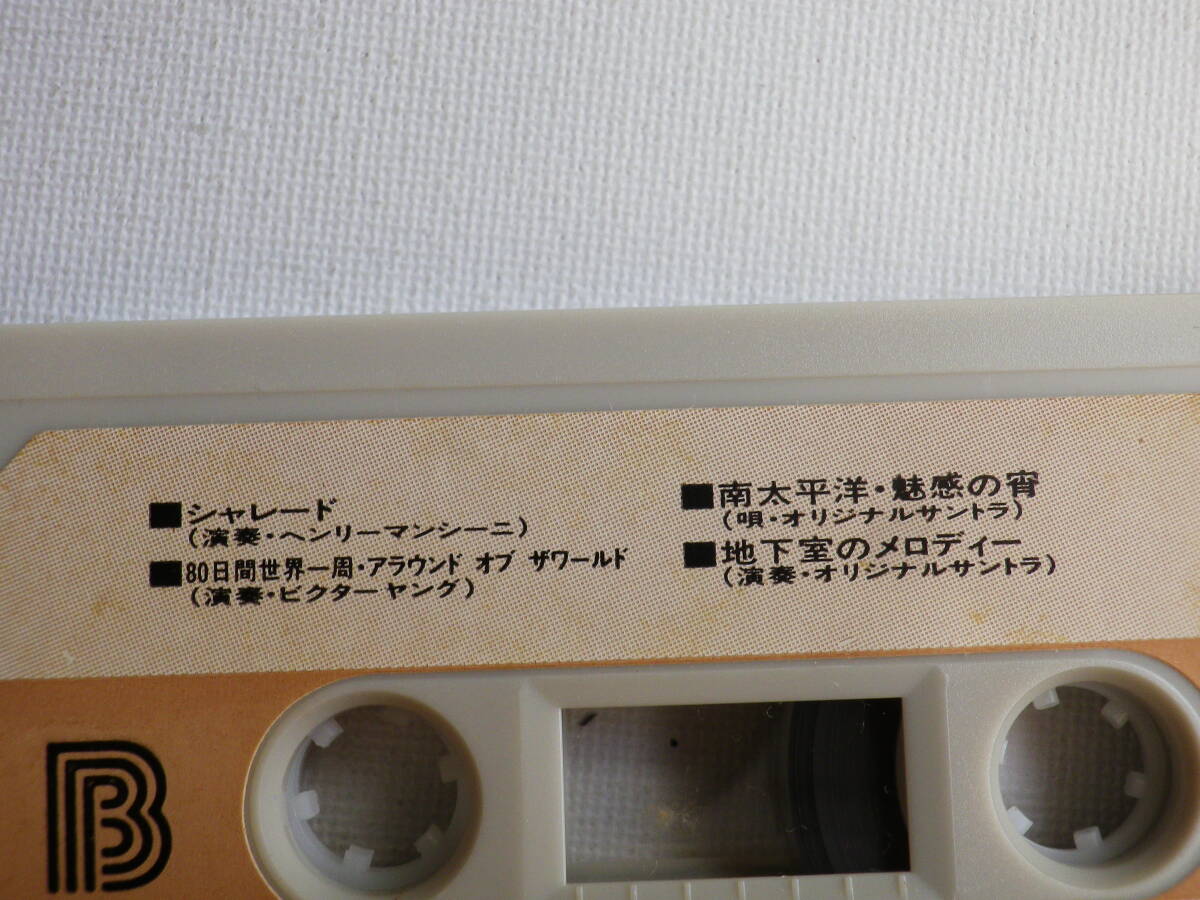 ■シャレード
(演奏・ヘンリーマンシーニ)
■80日間世界一周・アラウンド オブ ザワールド
(演奏・ビクターヤング)
■南太平洋・魅感の宵
(唄・オリジナルサントラ)
■地下室のメロディー
(演奏・オリジナルサントラ)
B